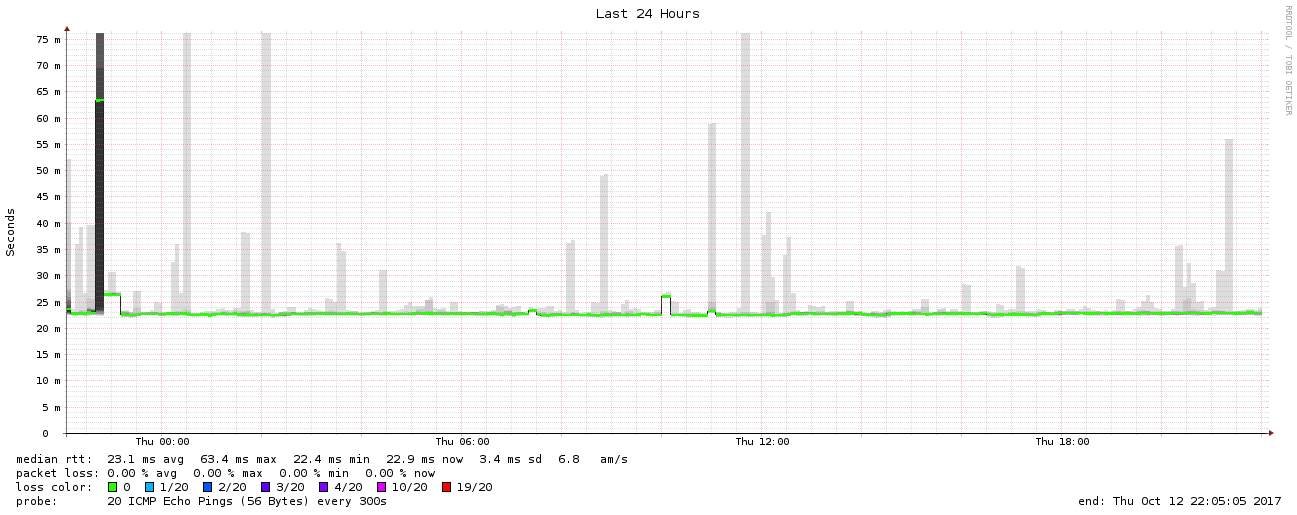 Last 24 Hours
RRDTOOL / TOBI OETIKER
Seconds
75 m
70 m
65 m
60 m
55 m
50 m
45 m
40 m
35 m
30 m
25 m
20 m
15 m
10 m
5 m
0
Thu 00:00 Thu 06:00 Thu 12:00 Thu 18:00
median rtt: 23.1 ms avg 63.4 ms max 22.4 ms min 22.9 ms now 3.4 ms sd 6.8 am/s
packet loss: 0.00 % avg 0.00 % max 0.00 % min 0.00 % now
loss color: 0 1/20 2/20 3/20 4/20 10/20 19/20
probe: 20 ICMP Echo Pings (56 Bytes) every 300s end: Thu Oct 12 22:05:05 2017